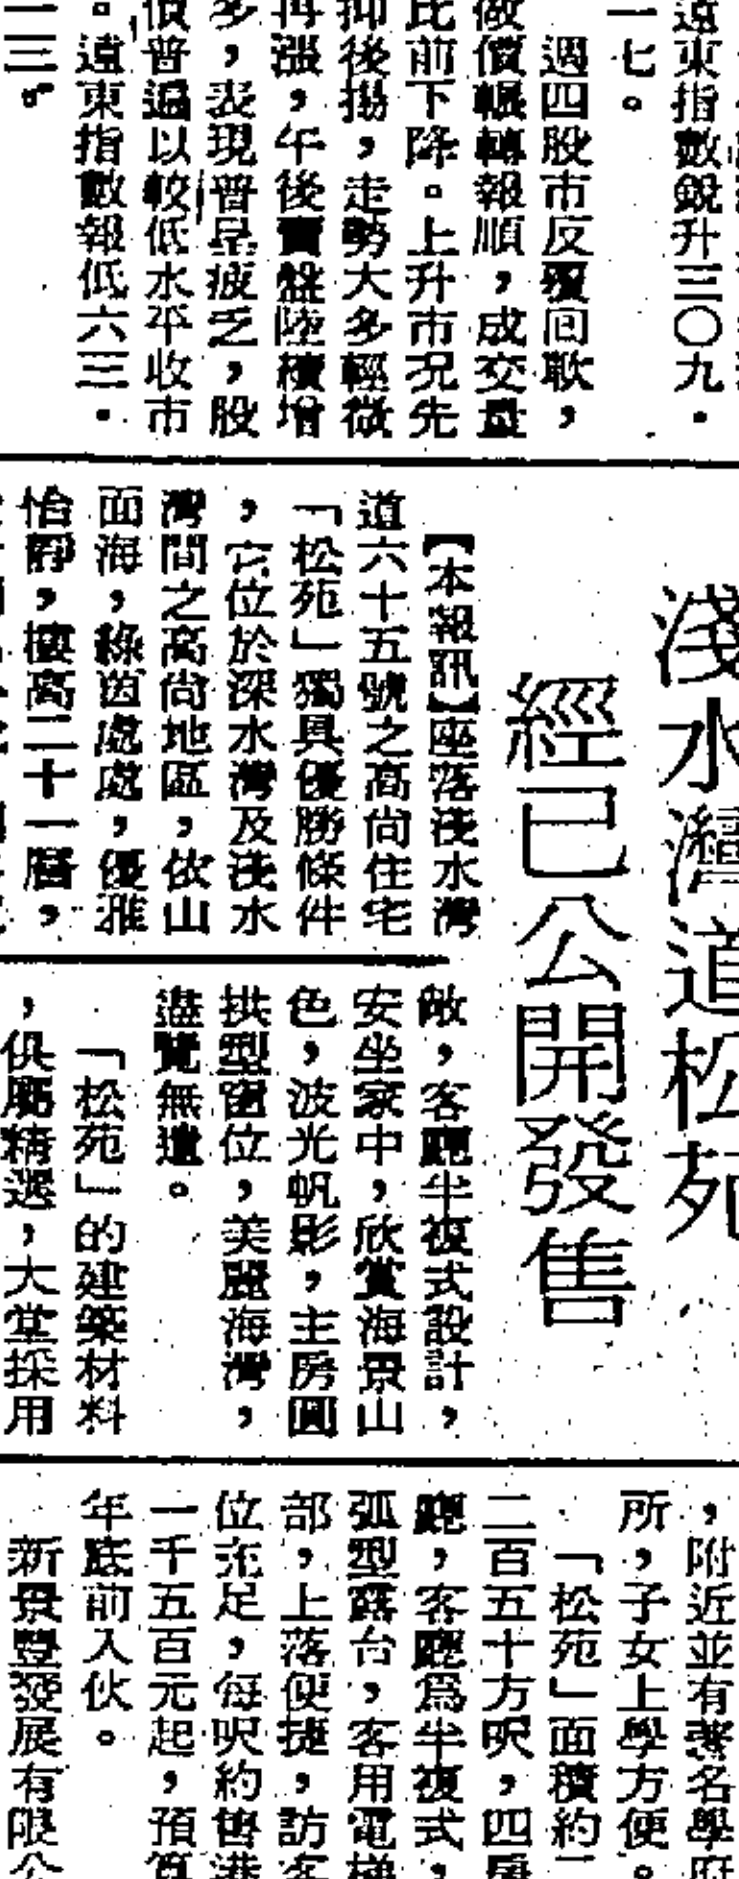 遠東指數銳升三〇九·
一七。
週四股市反覆回軟,
做價輾轉報順,成交量
比前下降。上升市况先
抑後揚,走勢大多輕微
再漲,午後賣盤陸續增
多,表現普呈疲乏,股
價普遍以較低水平收市
。遠東指數報低六三·
一三。
淺水灣道松苑
經已公開發售
【本報訊】座落淺水灣
道六十五號之高尚住宅
「松苑」獨具優勝條件
,它位於深水灣及淺水
灣間之高尚地區,依山
面海,綠茵處處,優雅
怡靜,樓高二十一層,
敞,客廳半複式設計,
安坐家中,欣賞海景山
色,波光帆影,主房圓
拱型窗位,美麗海灣,
盡覽無遺。
「松苑」的建築材料
,俱屬精選,大堂採用
,附近並有著名學府
所,子女上學方便。
「松苑」面積約二
二百五十方呎,四房
廳,客廳爲半複式,
弧型露台,客用電梯
部,上落便捷,訪客
位充足,每呎約售港
一千五百元起,預算
年底前入伙。
新景豐發展有限公